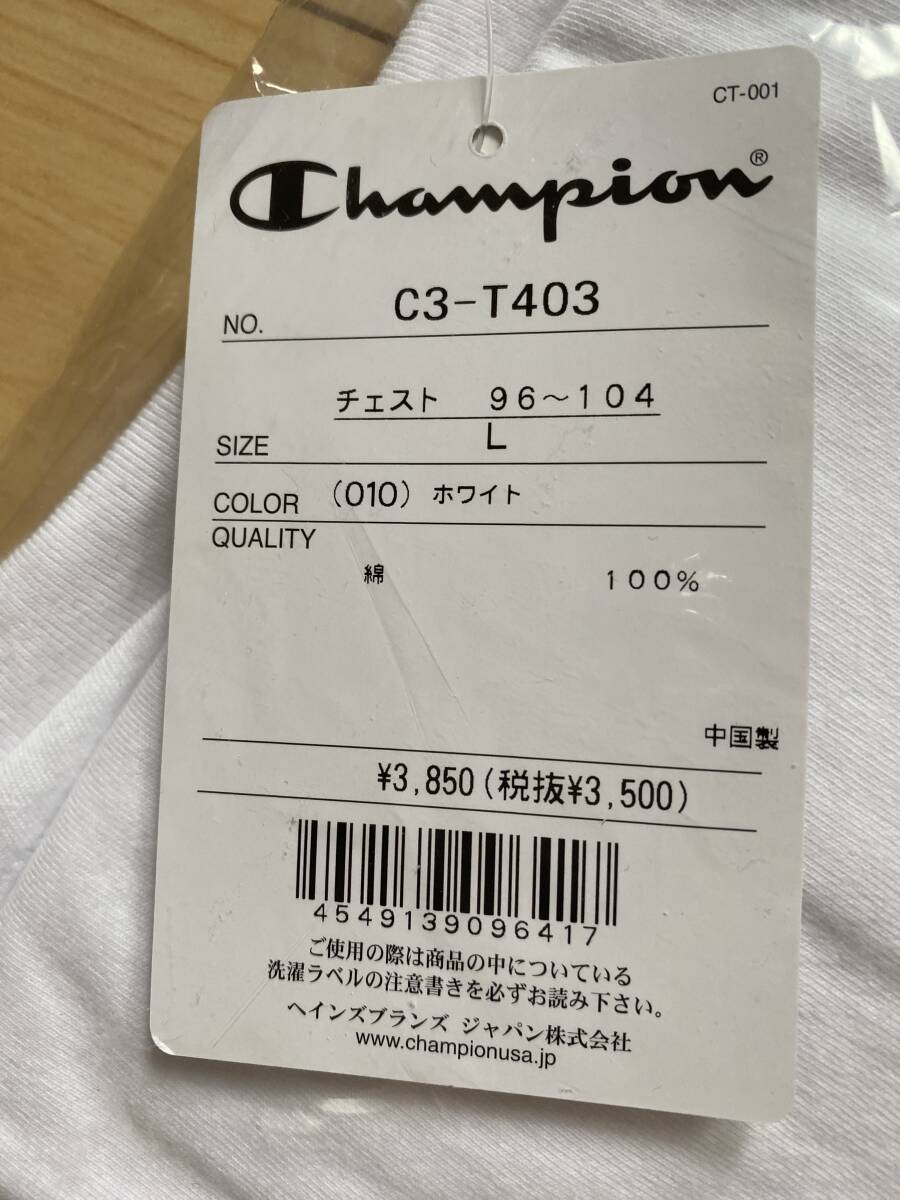 CT-001
Champion®
NO. C3-T403
チェスト 96～104
SIZE L
COLOR (010) ホワイト
QUALITY
綿 100%
中国製
¥3,850(税抜¥3,500)
4549139096417
ご使用の際は商品の中についている
洗濯ラベルの注意書きを必ずお読み下さい。
ヘインズブランズ ジャパン株式会社
www.championusa.jp